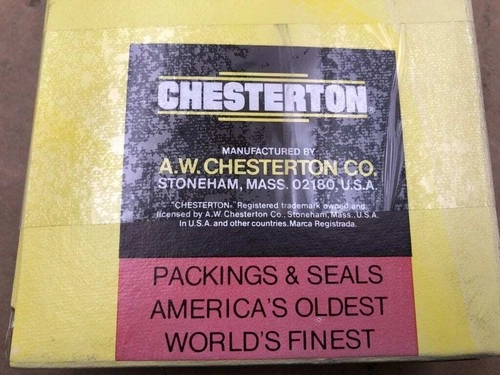 CHESTERTON
MANUFACTURED BY
A.W. CHESTERTON CO.
STONEHAM, MASS. 02180, U.S.A.
"CHESTERTON" Registered trademark owned and
licensed by A.W. Chesterton Co., Stoneham, Mass., U.S.A.
In U.S.A. and other countries. Marca Registrada.
PACKINGS & SEALS
AMERICA'S OLDEST
WORLD'S FINEST